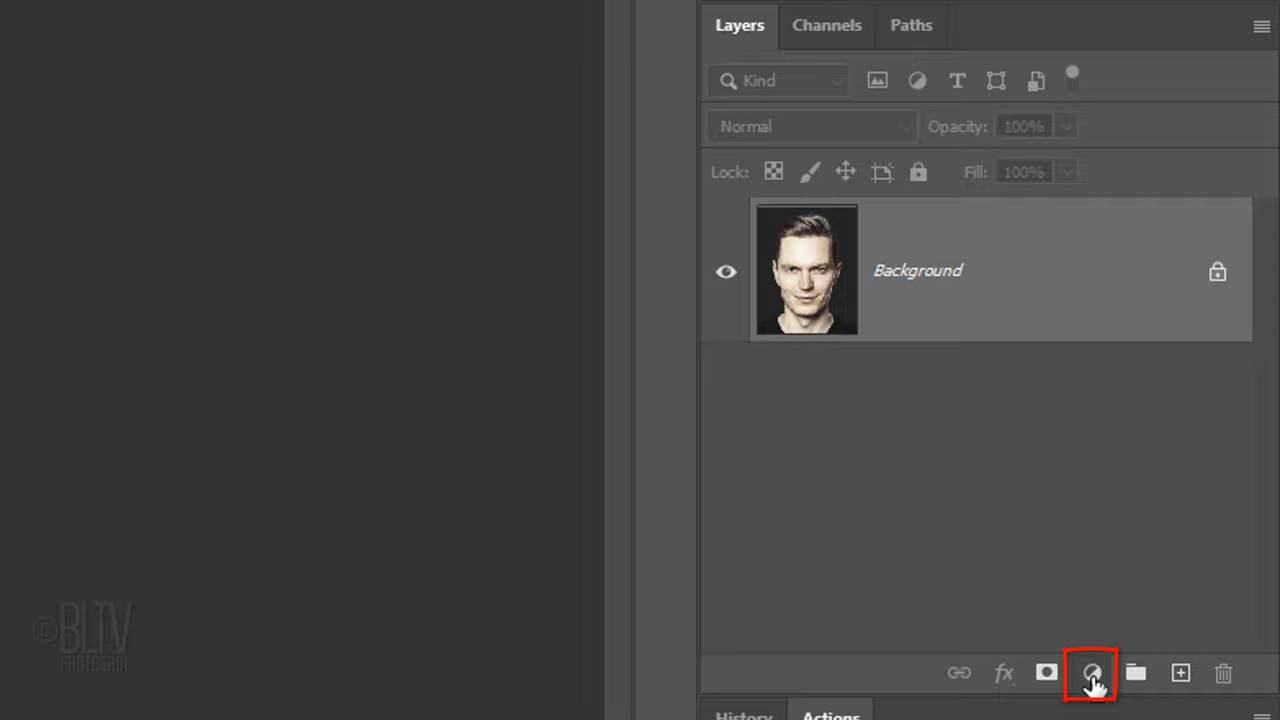 Layers Channels Paths
Kind
Normal Opacity: 100%
Lock: Fill: 100%
Background
fx
©BLTV
PHOTOSHOP
History Actions